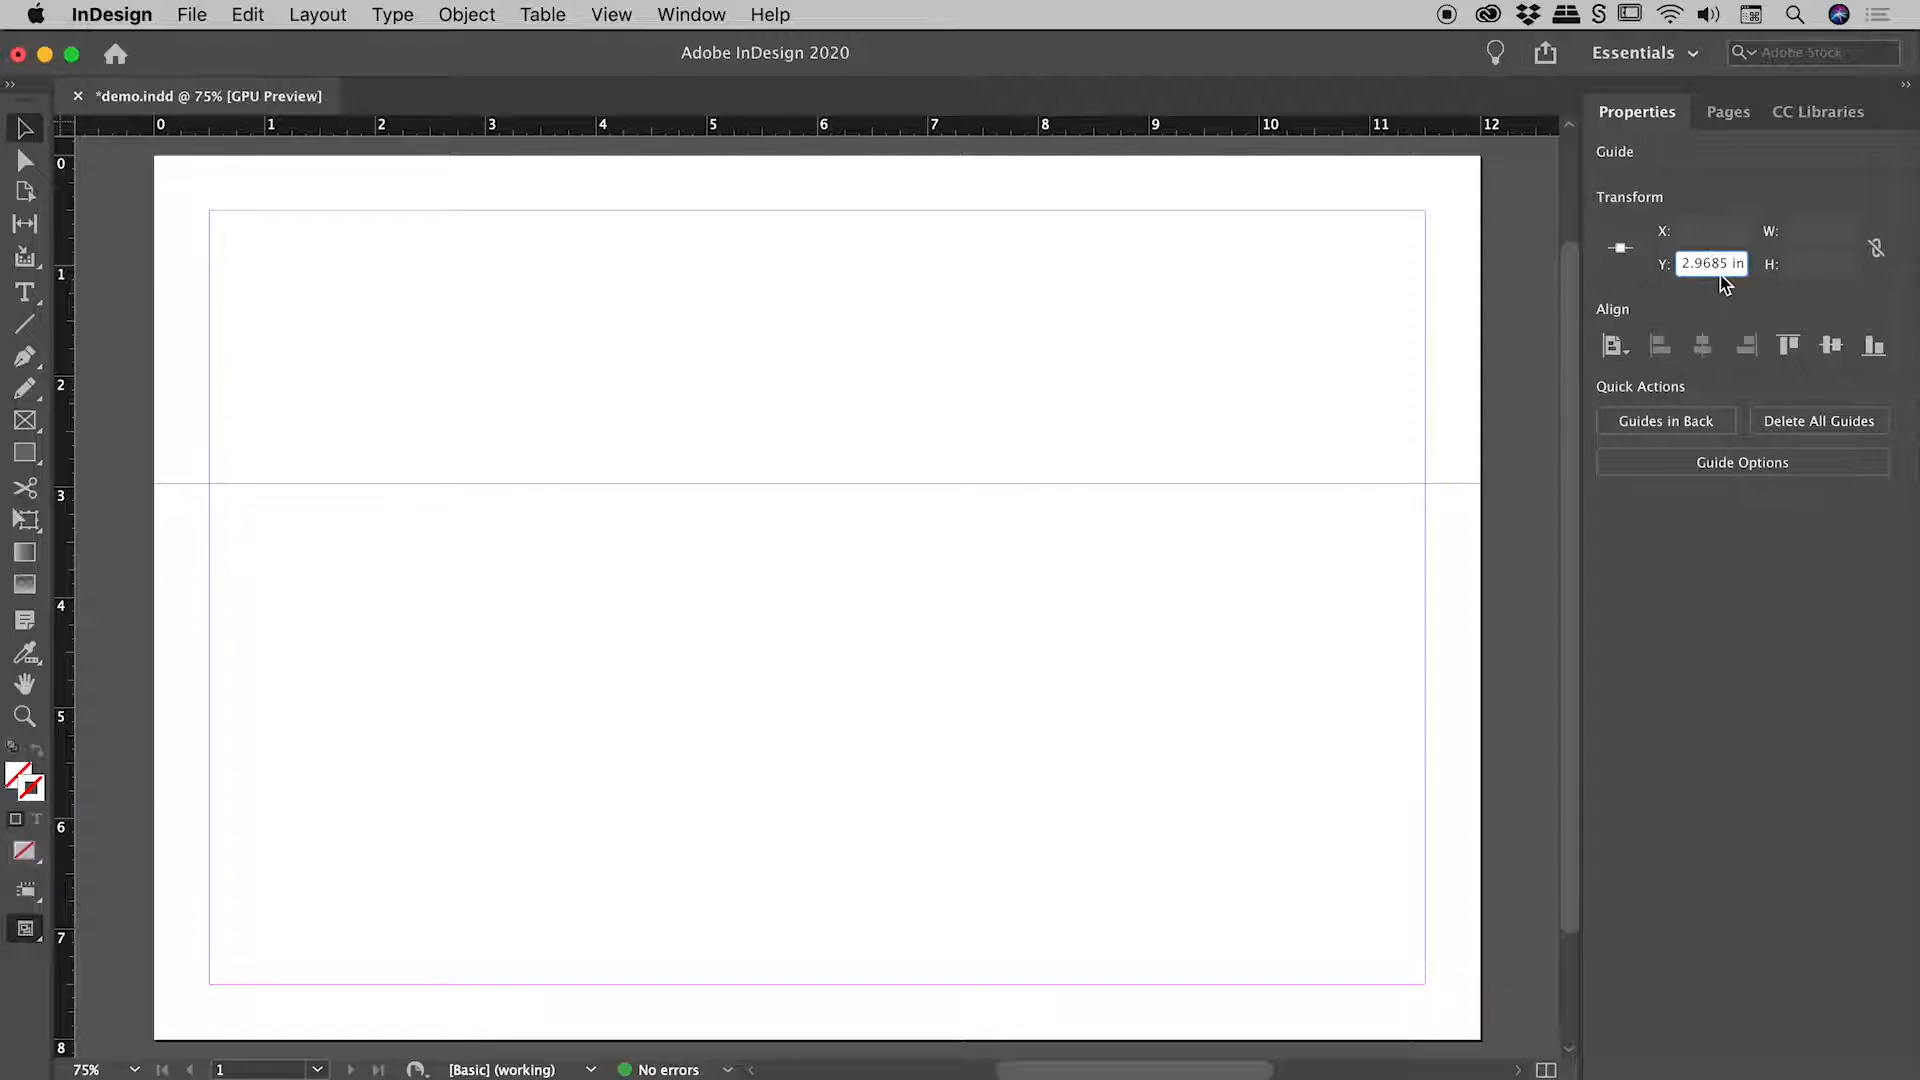 InDesign File Edit Layout Type Object Table View Window Help
Adobe InDesign 2020
Essentials
Adobe Stock
*demo.indd @ 75% [GPU Preview]
0 1 2 3 4 5 6 7 8 9 10 11 12
0
1
2
3
4
5
6
7
8
Properties Pages CC Libraries
Guide
Transform
X: W:
Y: 2.9685 in H:
Align
Quick Actions
Guides in Back Delete All Guides
Guide Options
75% 1 [Basic] (working) No errors